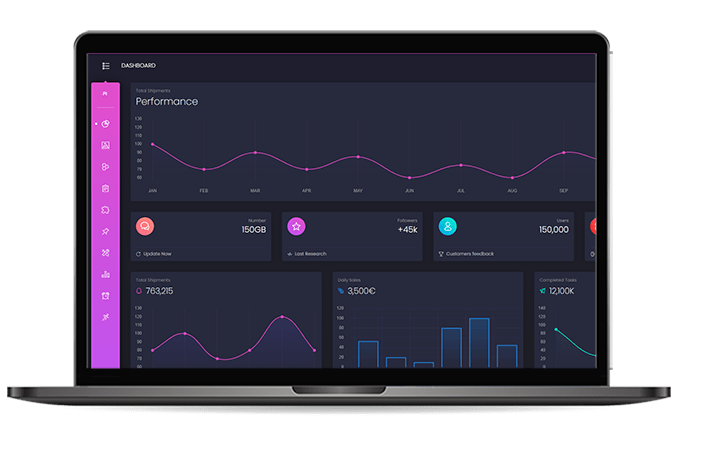 DASHBOARD
Total Shipments
Performance
130
120
110
100
90
80
70
60
JAN FEB MAR APR MAY JUN JUL AUG SEP
Number
150GB
Update Now
Followers
+45k
Last Research
Users
150,000
Customers feedback
Total Shipments
763,215
130
120
110
100
90
80
70
60
Daily Sales
3,500€
120
100
80
60
40
20
0
Completed Tasks
12,100K
140
120
100
80
60
40
20